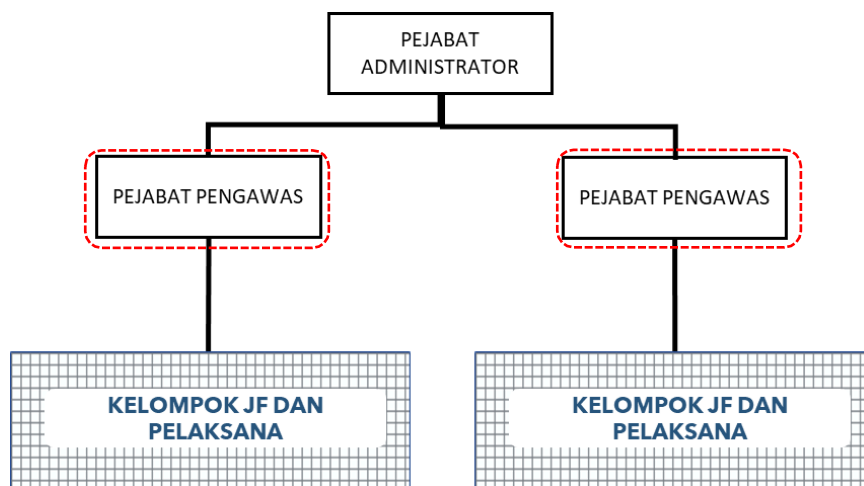 PEJABAT
ADMINISTRATOR
PEJABAT PENGAWAS
PEJABAT PENGAWAS
KELOMPOK JF DAN
PELAKSANA
KELOMPOK JF DAN
PELAKSANA